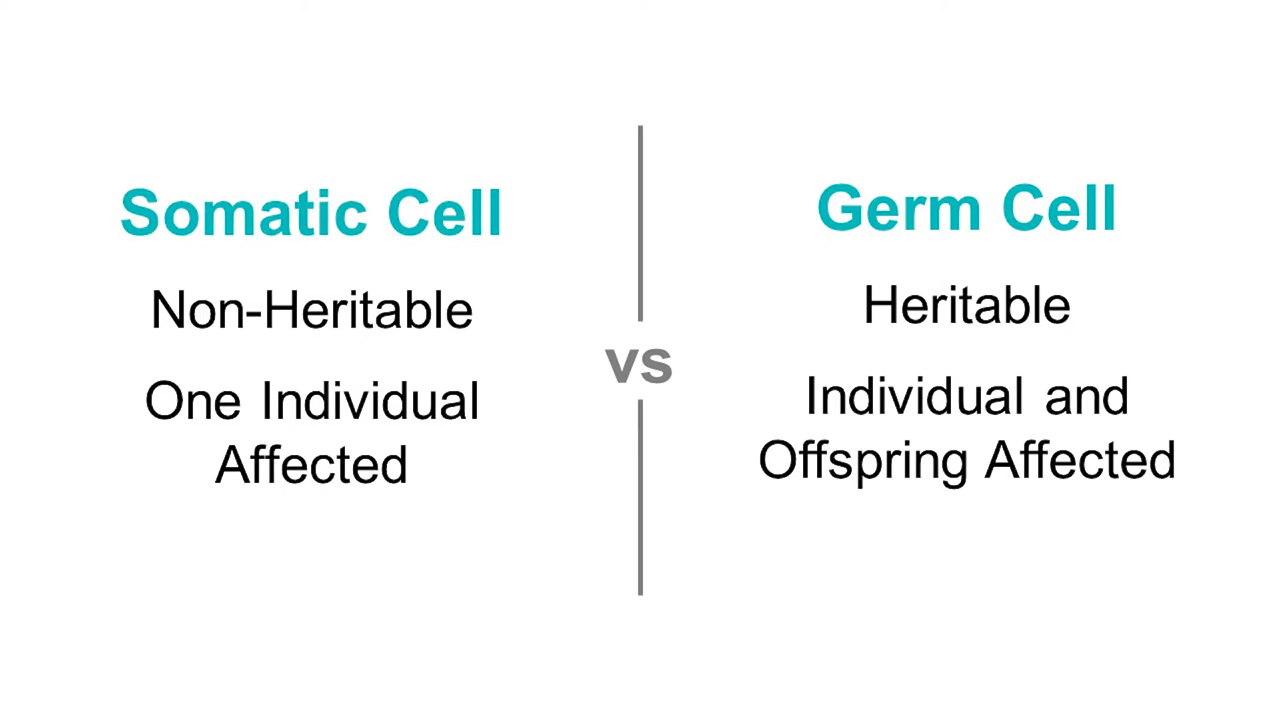 Somatic Cell
Non-Heritable
One Individual
Affected
vs
Germ Cell
Heritable
Individual and
Offspring Affected